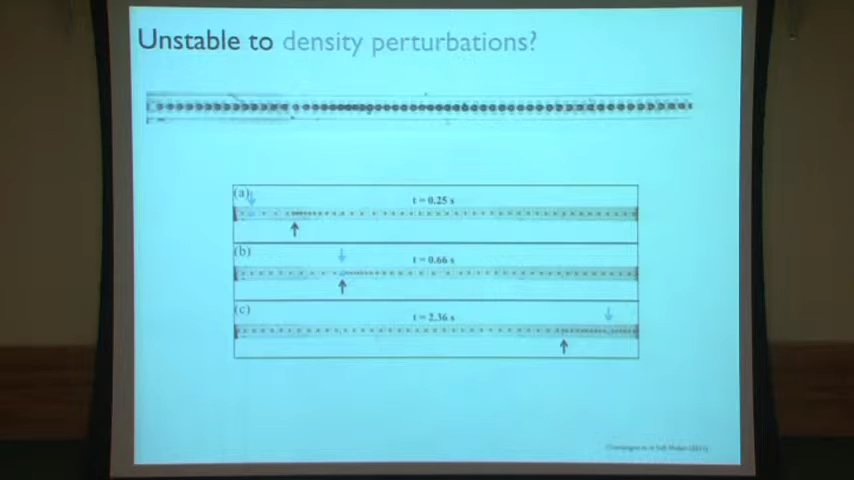 Unstable to density perturbations?
(a)
t = 0.25 s
(b)
t = 0.66 s
(c)
t = 2.36 s